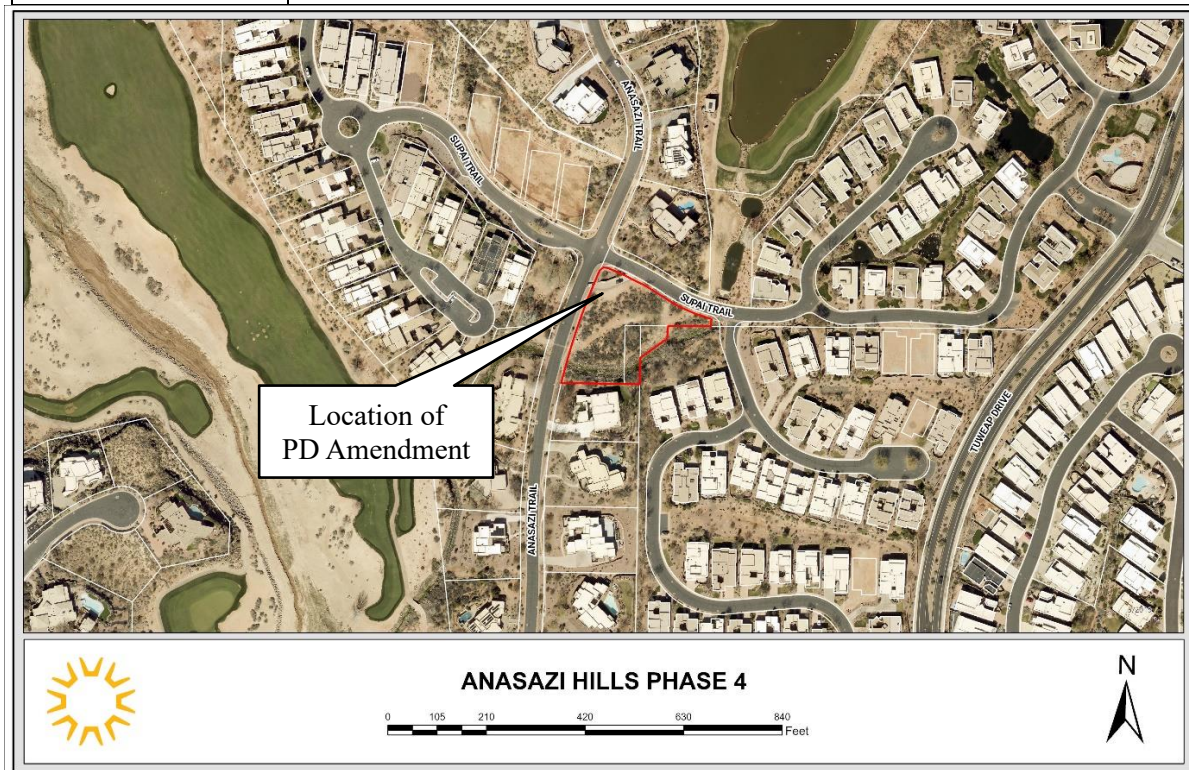 ANASAZI TRAIL
SUPAI TRAIL
SUPAI TRAIL
Location of
PD Amendment
TUWEAP DRIVE
ANASAZI TRAIL
ANASAZI HILLS PHASE 4
N
0 105 210 420 630 840
Feet